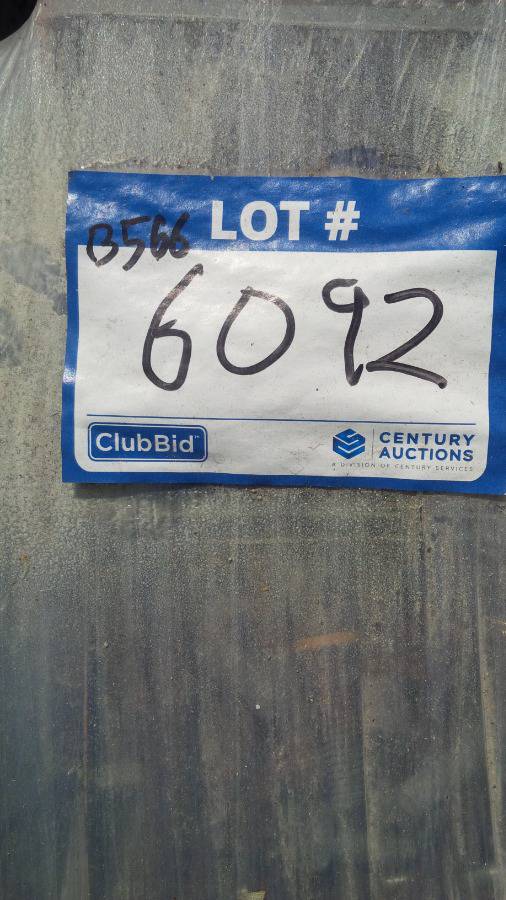 LOT #
B566
6092
ClubBid
CENTURY
AUCTIONS
A DIVISION OF CENTURY SERVICES